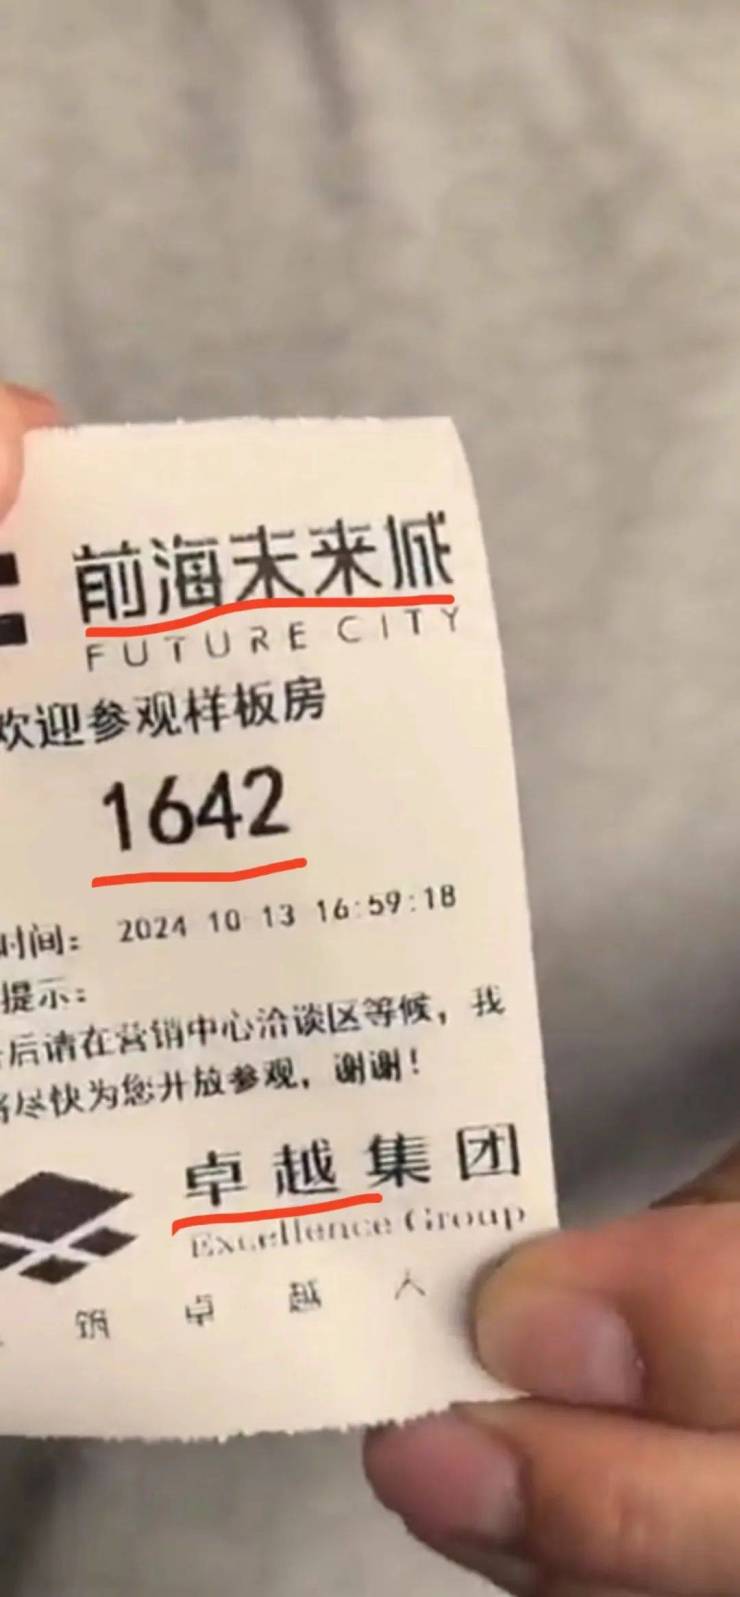 前海未来城
FUTURE CITY
欢迎参观样板房
1642
时间： 2024 10 13 16:59:18
提示：
后请在营销中心洽谈区等候，我
将尽快为您开放参观，谢谢！
卓越集团
Excellence Group
筑 卓 越 人